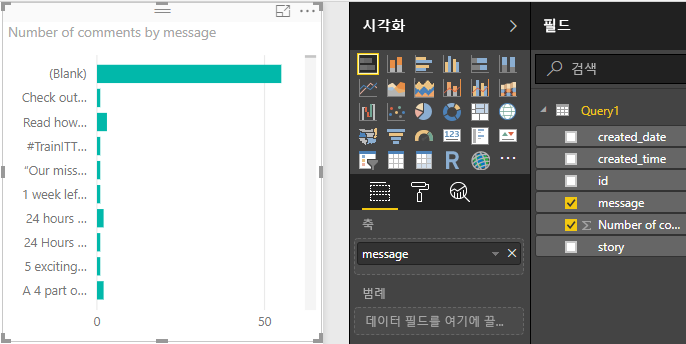 Number of comments by message
(Blank)
Check out...
Read how...
#TrainITT...
"Our miss...
1 week lef...
24 hours ...
24 Hours ...
5 exciting...
A 4 part o...
0
50
시각화
123
R
축
message
범례
데이터 필드를 여기에 끌...
필드
검색
Query1
created_date
created_time
id
message
Σ Number of co...
story